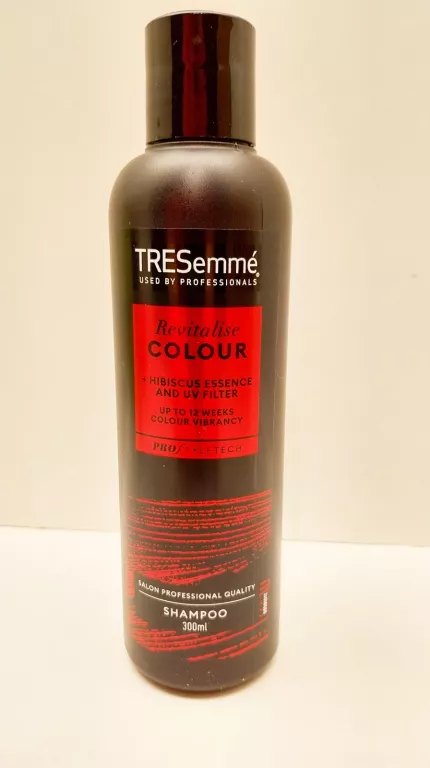 TRESemmé
USED BY PROFESSIONALS
Revitalise
COLOUR
+ HIBISCUS ESSENCE
AND UV FILTER
UP TO 12 WEEKS
COLOUR VIBRANCY
PRO
TECH
SALON PROFESSIONAL QUALITY
SHAMPOO
300ml